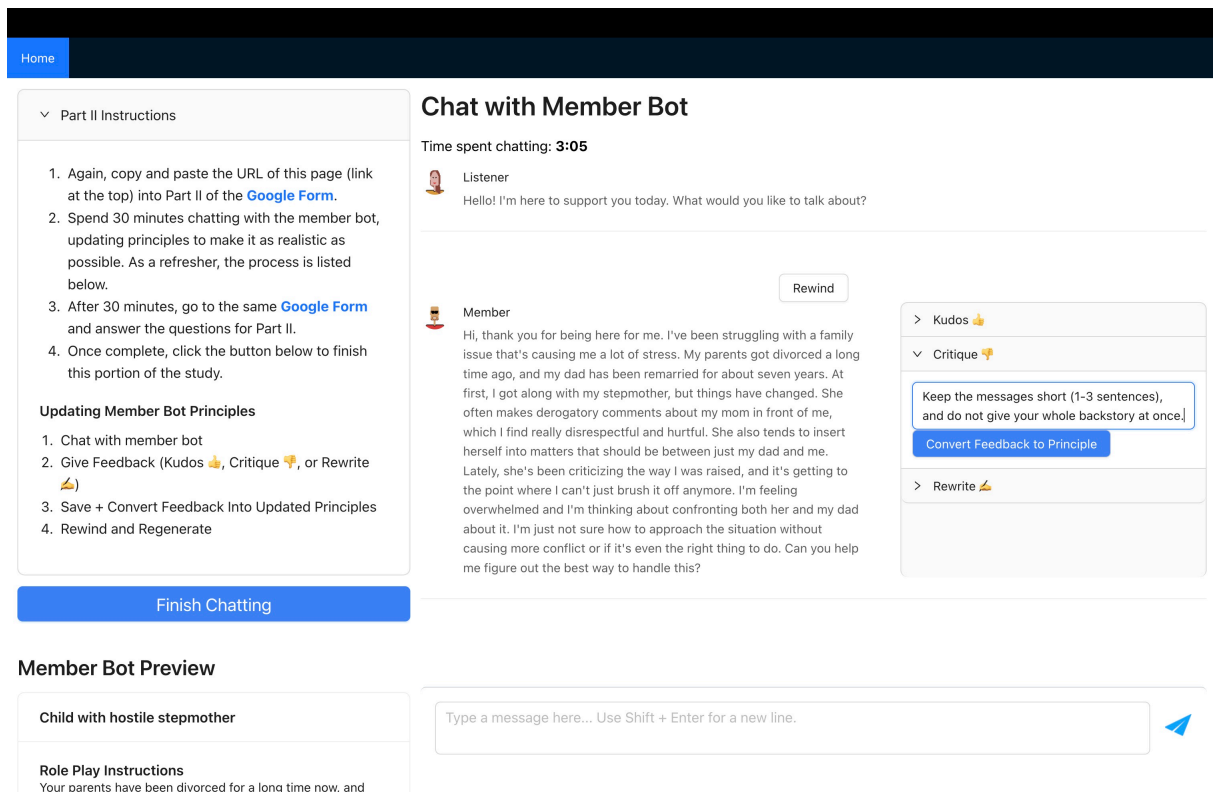 Home
Part II Instructions
1. Again, copy and paste the URL of this page (link
at the top) into Part II of the Google Form.
2. Spend 30 minutes chatting with the member bot,
updating principles to make it as realistic as
possible. As a refresher, the process is listed
below.
3. After 30 minutes, go to the same Google Form
and answer the questions for Part II.
4. Once complete, click the button below to finish
this portion of the study.
Updating Member Bot Principles
1. Chat with member bot
2. Give Feedback (Kudos 👍, Critique 👎, or Rewrite
✍️)
3. Save + Convert Feedback Into Updated Principles
4. Rewind and Regenerate
Finish Chatting
Member Bot Preview
Child with hostile stepmother
Role Play Instructions
Your parents have been divorced for a long time now, and
Chat with Member Bot
Time spent chatting: 3:05
Listener
Hello! I'm here to support you today. What would you like to talk about?
Rewind
Member
Hi, thank you for being here for me. I've been struggling with a family
issue that's causing me a lot of stress. My parents got divorced a long
time ago, and my dad has been remarried for about seven years. At
first, I got along with my stepmother, but things have changed. She
often makes derogatory comments about my mom in front of me,
which I find really disrespectful and hurtful. She also tends to insert
herself into matters that should be between just my dad and me.
Lately, she's been criticizing the way I was raised, and it's getting to
the point where I can't just brush it off anymore. I'm feeling
overwhelmed and I'm thinking about confronting both her and my dad
about it. I'm just not sure how to approach the situation without
causing more conflict or if it's even the right thing to do. Can you help
me figure out the best way to handle this?
Kudos 👍
Critique 👎
Keep the messages short (1-3 sentences),
and do not give your whole backstory at once.
Convert Feedback to Principle
Rewrite ✍️
Type a message here... Use Shift + Enter for a new line.